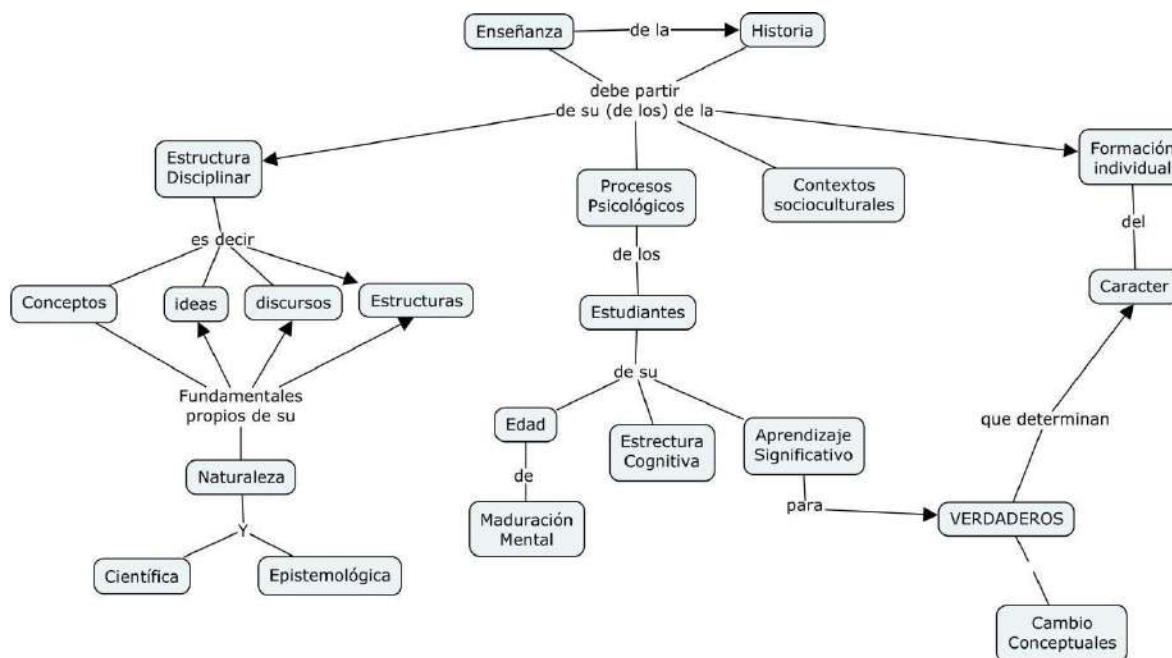 Enseñanza
de la
Historia
debe partir
de su (de los) de la
Estructura
Disciplinar
Procesos
Psicológicos
Contextos
socioculturales
Formación
individual
es decir
de los
del
Conceptos
ideas
discursos
Estructuras
Estudiantes
Caracter
Fundamentales
propios de su
de su
Edad
Estrectura
Cognitiva
Aprendizaje
Significativo
que determinan
Naturaleza
de
para
Maduración
Mental
VERDADEROS
Y
Científica
Epistemológica
Cambio
Conceptuales